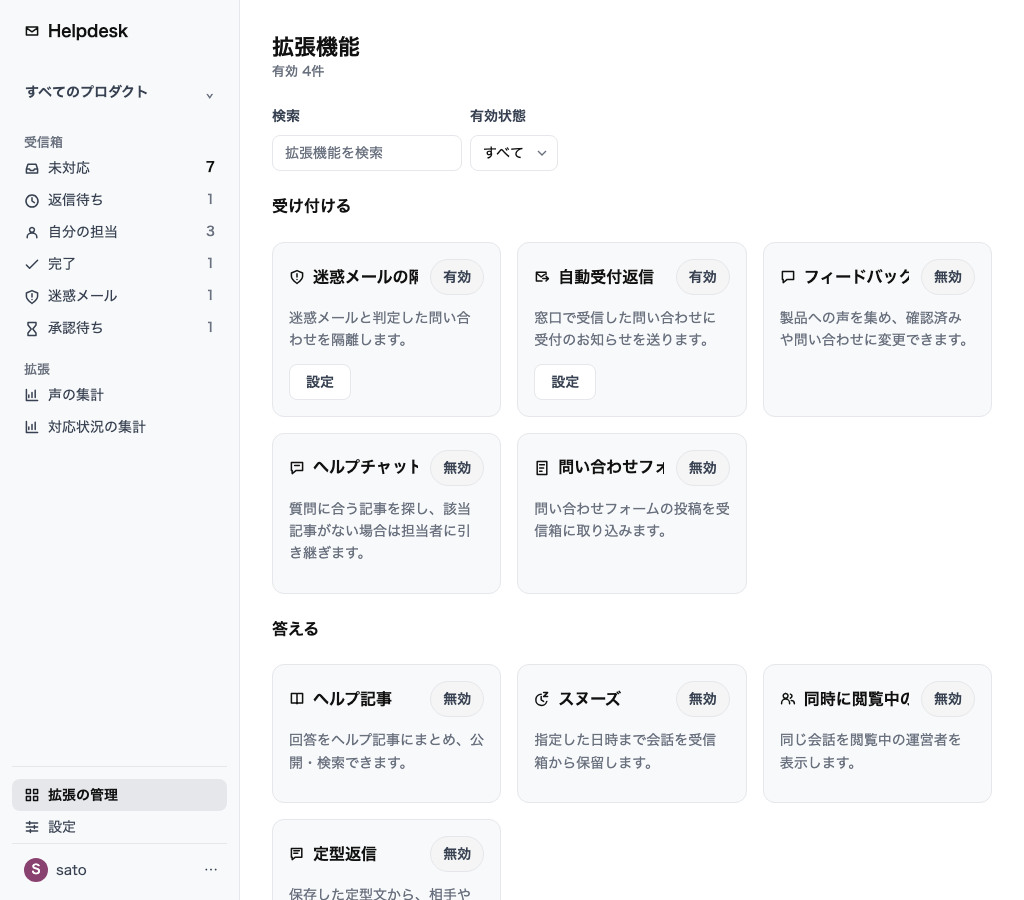 Helpdesk
すべてのプロダクト
受信箱
未対応 7
返信待ち 1
自分の担当 3
完了 1
迷惑メール 1
承認待ち 1
拡張
声の集計
対応状況の集計
拡張の管理
設定
S sato ...
拡張機能
有効 4件
検索 有効状態
拡張機能を検索 すべて
受け付ける
迷惑メールの隔 有効
迷惑メールと判定した問い合
わせを隔離します。
設定
自動受付返信 有効
窓口で受信した問い合わせに
受付のお知らせを送ります。
設定
フィードバック 無効
製品への声を集め、確認済み
や問い合わせに変更できます。
ヘルプチャット 無効
質問に合う記事を探し、該当
記事がない場合は担当者に引
き継ぎます。
問い合わせフォ 無効
問い合わせフォームの投稿を受
信箱に取り込みます。
答える
ヘルプ記事 無効
回答をヘルプ記事にまとめ、公
開・検索できます。
スヌーズ 無効
指定した日時まで会話を受信
箱から保留します。
同時に閲覧中の 無効
同じ会話を閲覧中の運営者を
表示します。
定型返信 無効
保存した定型文から、相手や